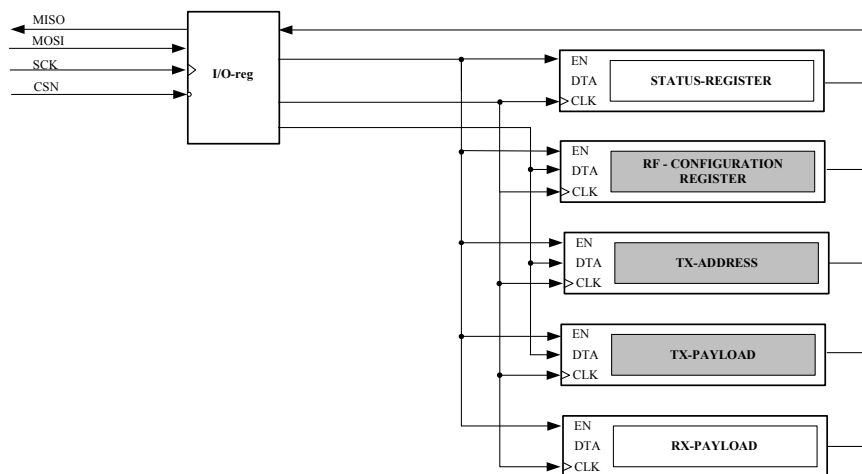 MISO
MOSI
SCK
CSN
I/O-reg
EN
DTA
CLK
STATUS-REGISTER
EN
DTA
CLK
RF - CONFIGURATION
REGISTER
EN
DTA
CLK
TX-ADDRESS
EN
DTA
CLK
TX-PAYLOAD
EN
DTA
CLK
RX-PAYLOAD